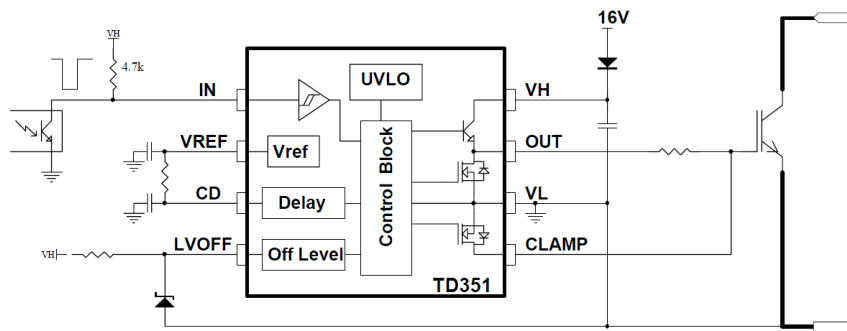 16V
VH
4.7k
IN
UVLO
VH
VREF
Vref
Control Block
OUT
CD
Delay
VL
LVOFF
Off Level
CLAMP
VH
TD351